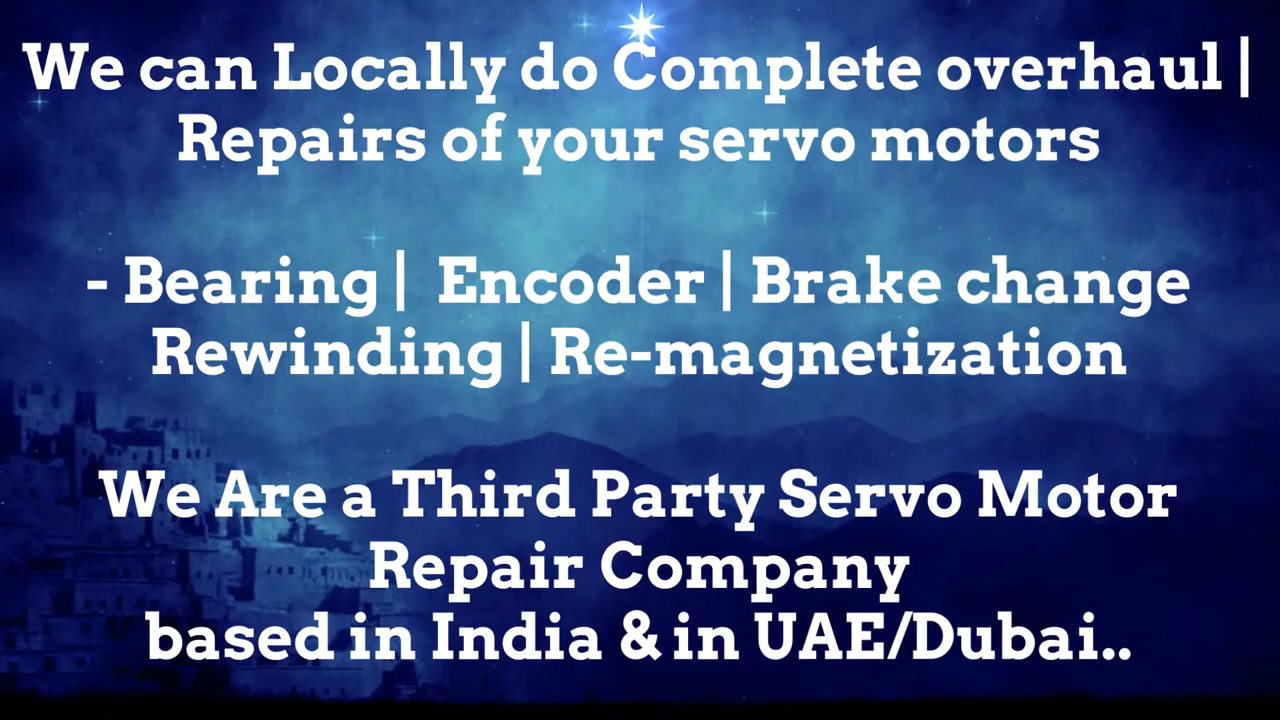 We can Locally do Complete overhaul |
Repairs of your servo motors
- Bearing | Encoder | Brake change
Rewinding | Re-magnetization
We Are a Third Party Servo Motor
Repair Company
based in India & in UAE/Dubai..